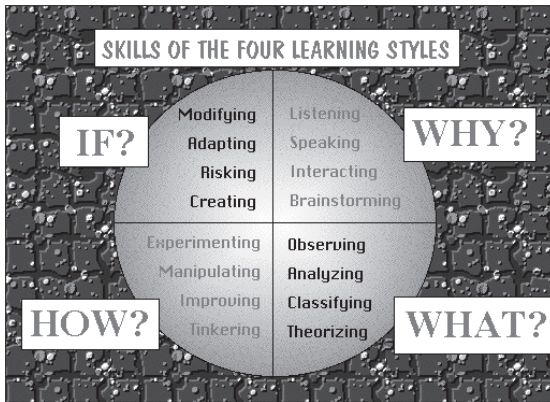 SKILLS OF THE FOUR LEARNING STYLES
IF?
Modifying
Adapting
Risking
Creating
WHY?
Listening
Speaking
Interacting
Brainstorming
HOW?
Experimenting
Manipulating
Improving
Tinkering
WHAT?
Observing
Analyzing
Classifying
Theorizing